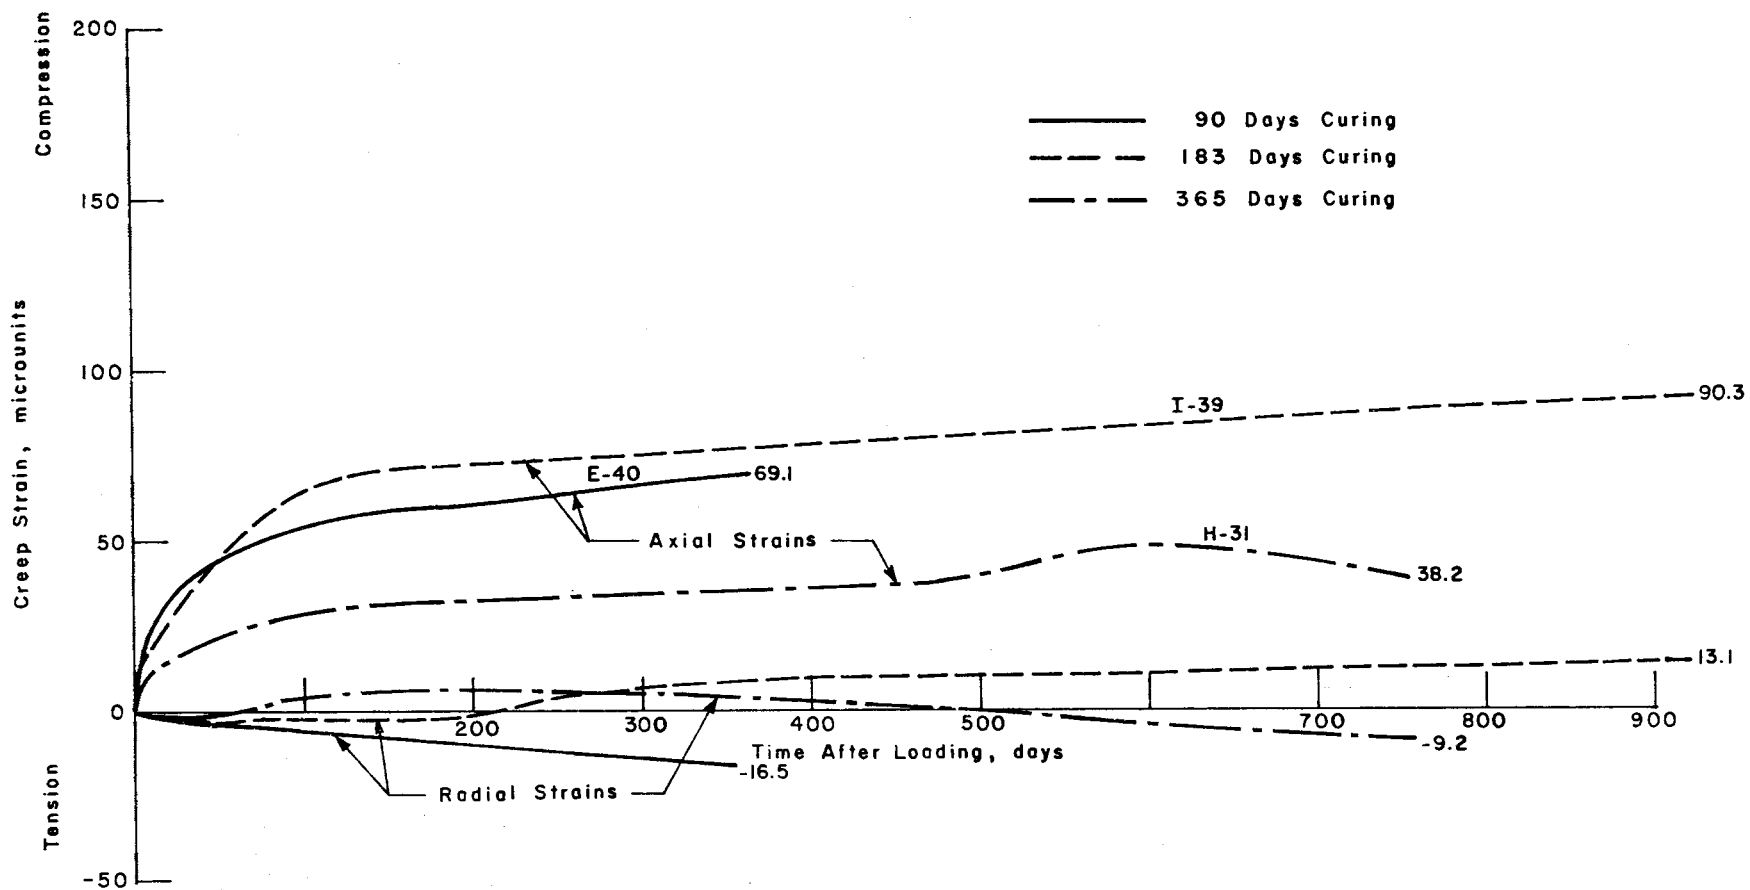 Compression
Creep Strain, microunits
Tension
200
150
100
50
0
-50
90 Days Curing
183 Days Curing
365 Days Curing
I-39
90.3
E-40
69.1
Axial Strains
H-31
38.2
13.1
200
300
400
500
600
700
800
900
Time After Loading, days
-9.2
-16.5
Radial Strains